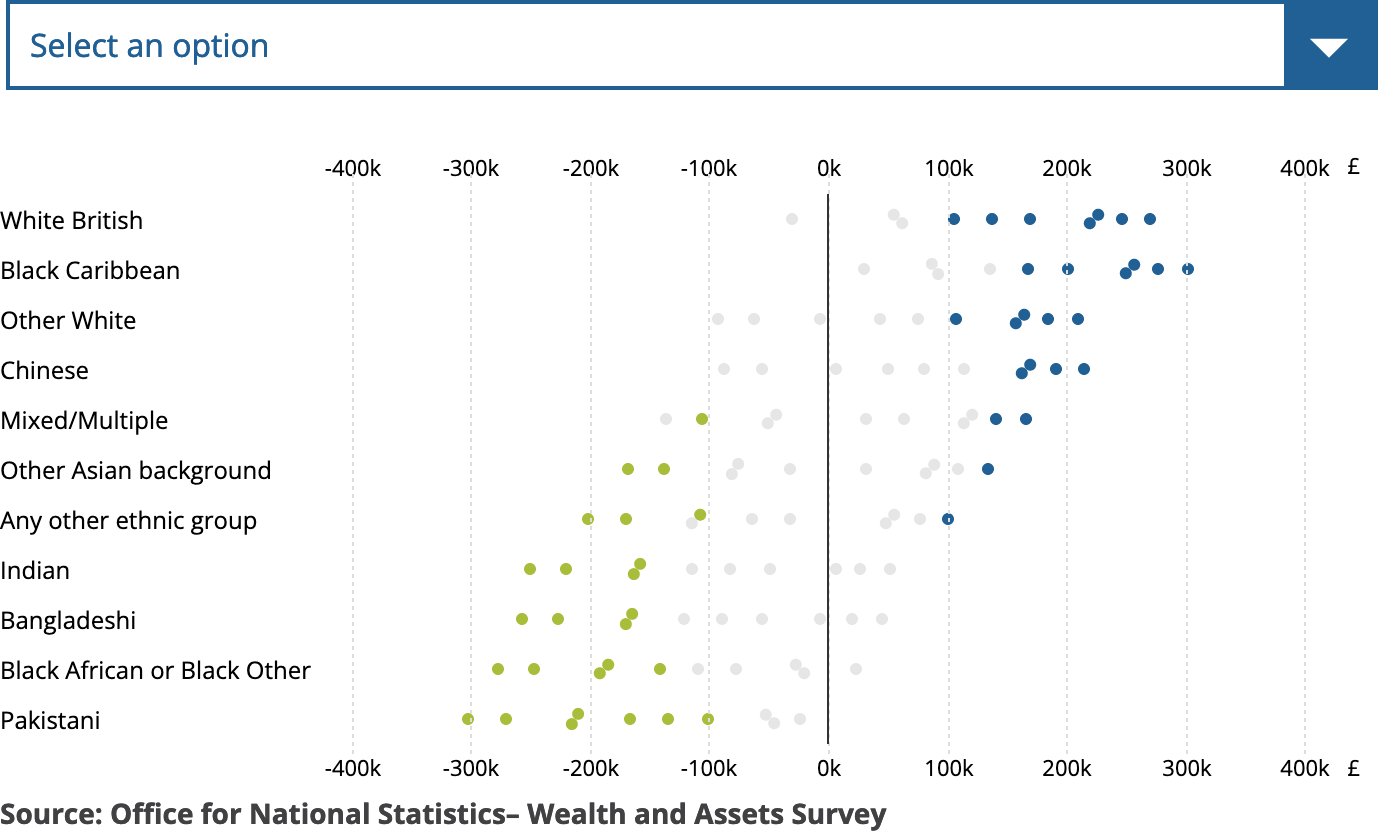 Select an option
-400k -300k -200k -100k 0k 100k 200k 300k 400k £
White British
Black Caribbean
Other White
Chinese
Mixed/Multiple
Other Asian background
Any other ethnic group
Indian
Bangladeshi
Black African or Black Other
Pakistani
-400k -300k -200k -100k 0k 100k 200k 300k 400k £
Source: Office for National Statistics– Wealth and Assets Survey